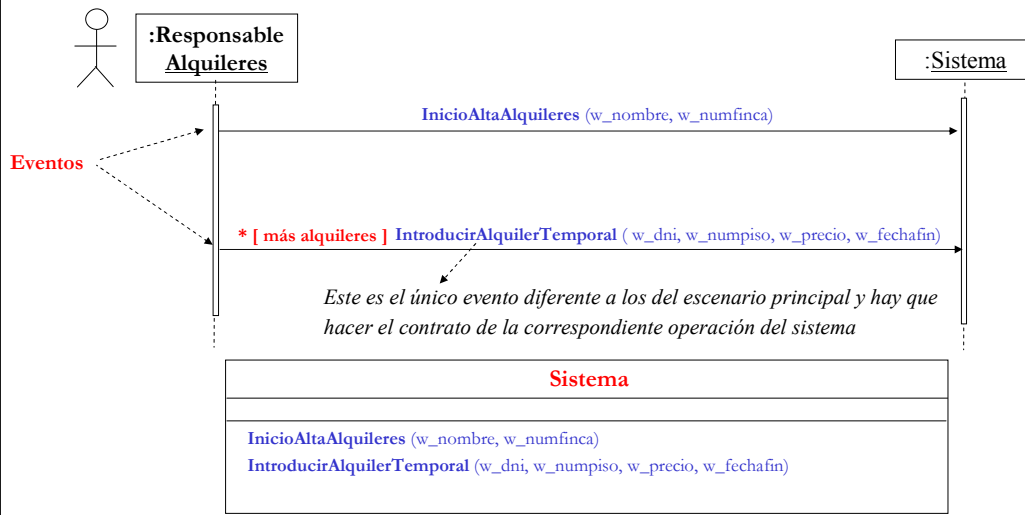 :Responsable
Alquileres
:Sistema
InicioAltaAlquileres (w_nombre, w_numfinca)
Eventos
* [ más alquileres ] IntroducirAlquilerTemporal ( w_dni, w_numpiso, w_precio, w_fechafin)
Este es el único evento diferente a los del escenario principal y hay que
hacer el contrato de la correspondiente operación del sistema
Sistema
InicioAltaAlquileres (w_nombre, w_numfinca)
IntroducirAlquilerTemporal (w_dni, w_numpiso, w_precio, w_fechafin)